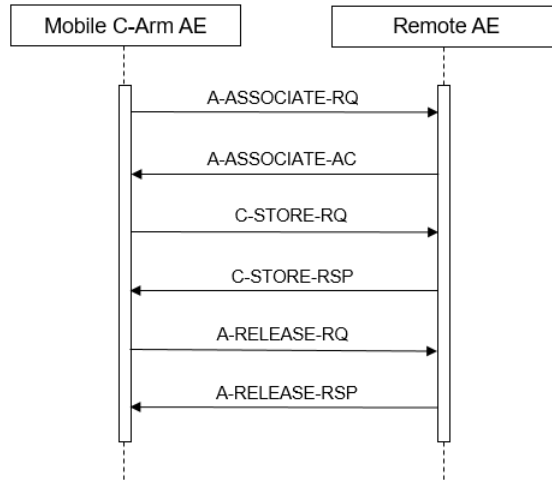 Mobile C-Arm AE
Remote AE
A-ASSOCIATE-RQ
A-ASSOCIATE-AC
C-STORE-RQ
C-STORE-RSP
A-RELEASE-RQ
A-RELEASE-RSP